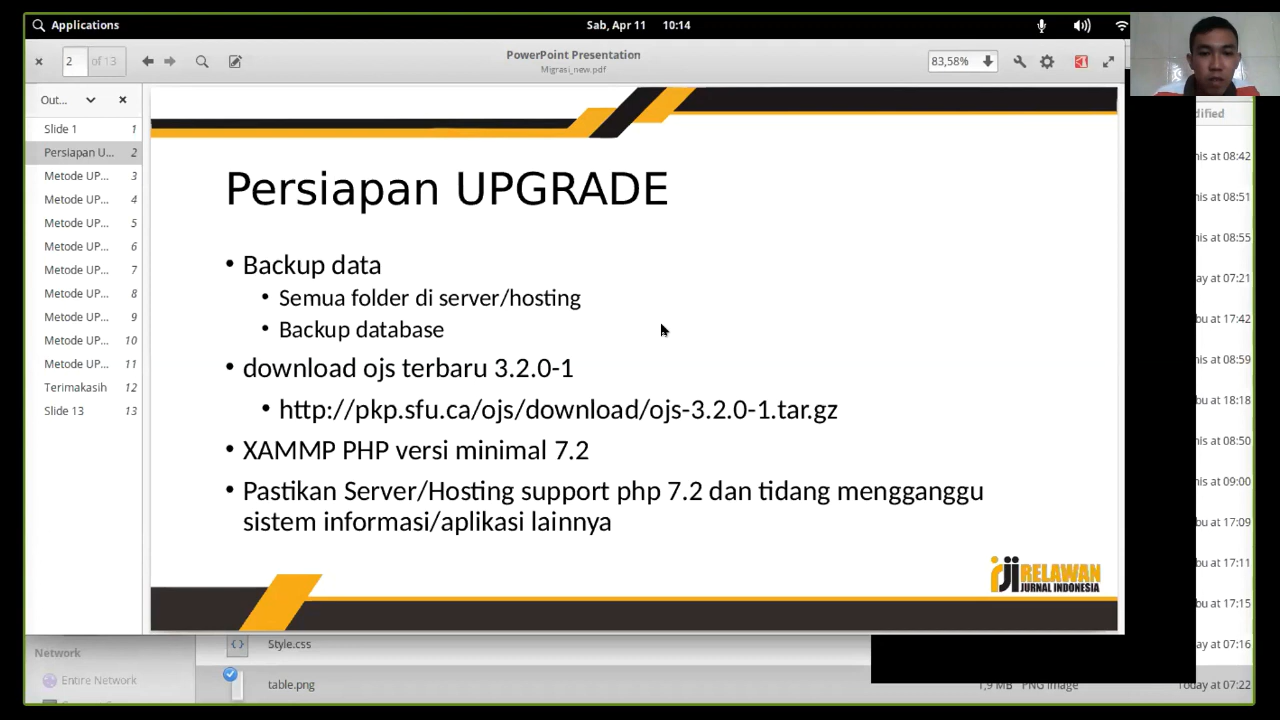 Applications
Sab, Apr 11 10:14
2 of 13
PowerPoint Presentation
Migrasi_new.pdf
83,58%
Out...
Slide 1 1
Persiapan U... 2
Metode UP... 3
Metode UP... 4
Metode UP... 5
Metode UP... 6
Metode UP... 7
Metode UP... 8
Metode UP... 9
Metode UP... 10
Metode UP... 11
Terimakasih 12
Slide 13 13
Persiapan UPGRADE
• Backup data
• Semua folder di server/hosting
• Backup database
• download ojs terbaru 3.2.0-1
• http://pkp.sfu.ca/ojs/download/ojs-3.2.0-1.tar.gz
• XAMMP PHP versi minimal 7.2
• Pastikan Server/Hosting support php 7.2 dan tidang mengganggu
sistem informasi/aplikasi lainnya
rji RELAWAN
JURNAL INDONESIA
dified
his at 08:42
his at 08:51
his at 08:55
ay at 07:21
bu at 17:42
his at 08:59
bu at 18:18
his at 08:50
his at 09:00
bu at 17:09
bu at 17:11
bu at 17:15
ay at 07:16
Network
Entire Network
Style.css
table.png
1,9 MB PNG image Today at 07:22